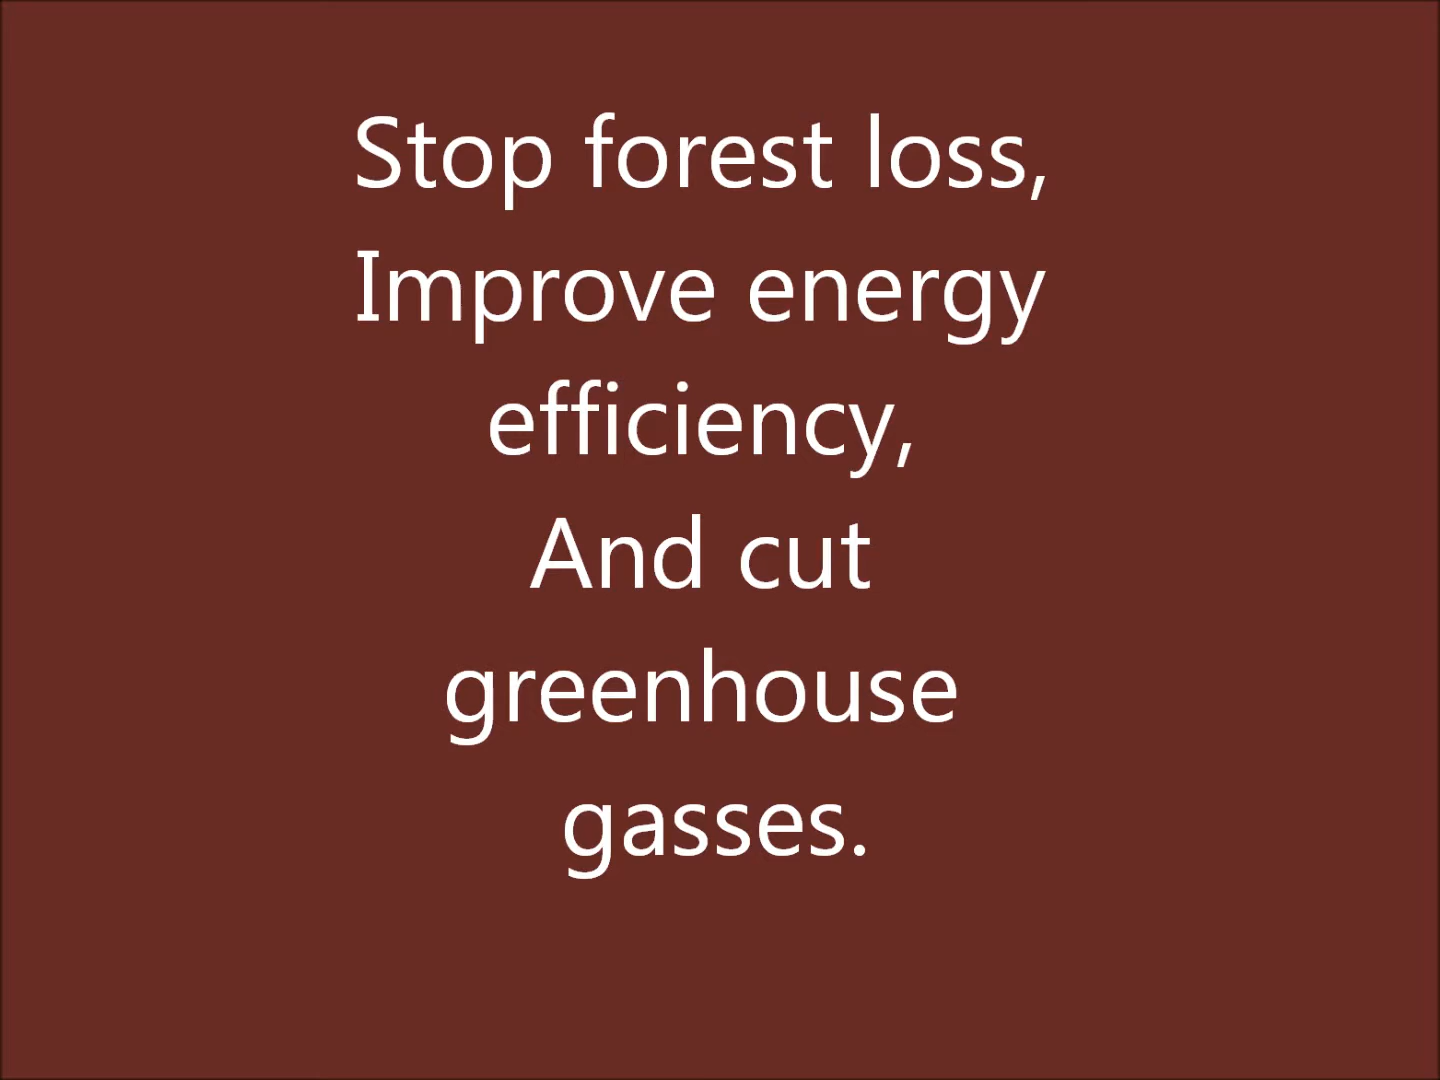 Stop forest loss,
Improve energy
efficiency,
And cut
greenhouse
gasses.